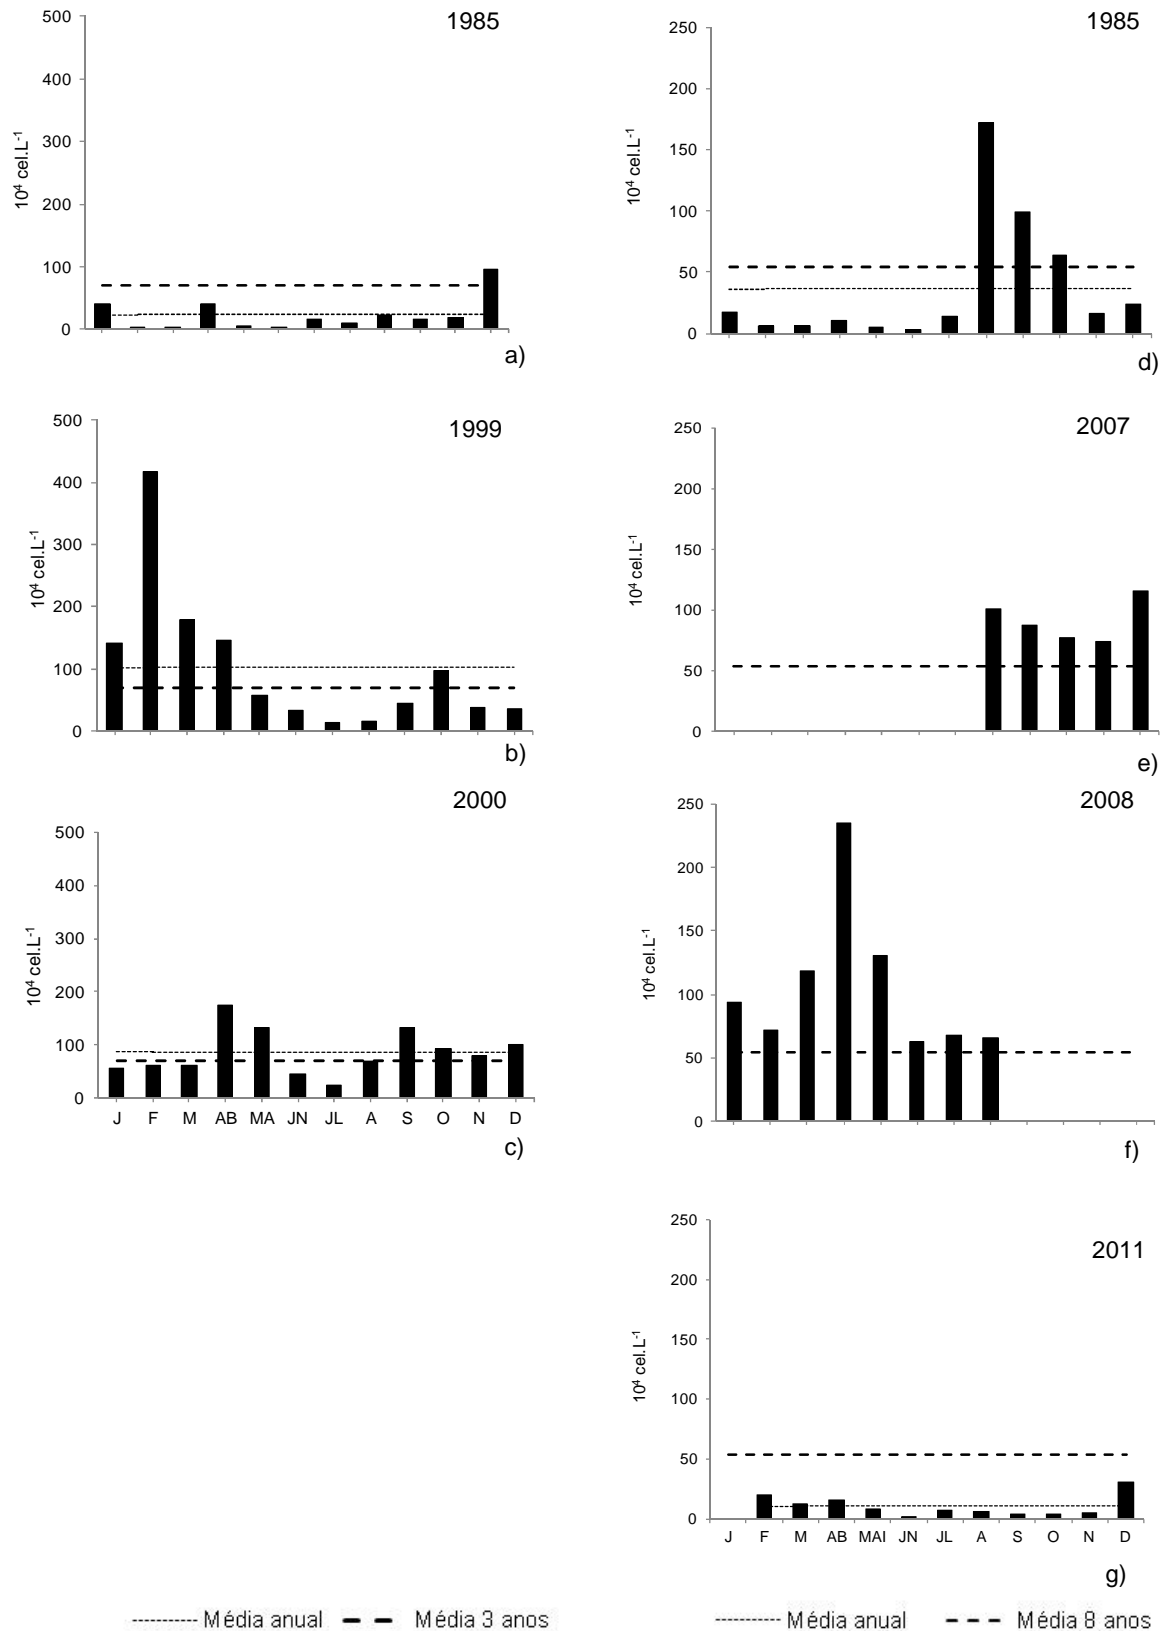 1985
500
400
300
200
100
0
10⁴ cel.L⁻¹
a)
1999
500
400
300
200
100
0
10⁴ cel.L⁻¹
b)
2000
500
400
300
200
100
0
10⁴ cel.L⁻¹
J F M AB MA JN JL A S O N D
c)
Média anual Média 3 anos
1985
250
200
150
100
50
0
10⁴ cel.L⁻¹
d)
2007
250
200
150
100
50
0
10⁴ cel.L⁻¹
e)
2008
250
200
150
100
50
0
10⁴ cel.L⁻¹
f)
2011
250
200
150
100
50
0
10⁴ cel.L⁻¹
J F M AB MAI JN JL A S O N D
g)
Média anual Média 8 anos